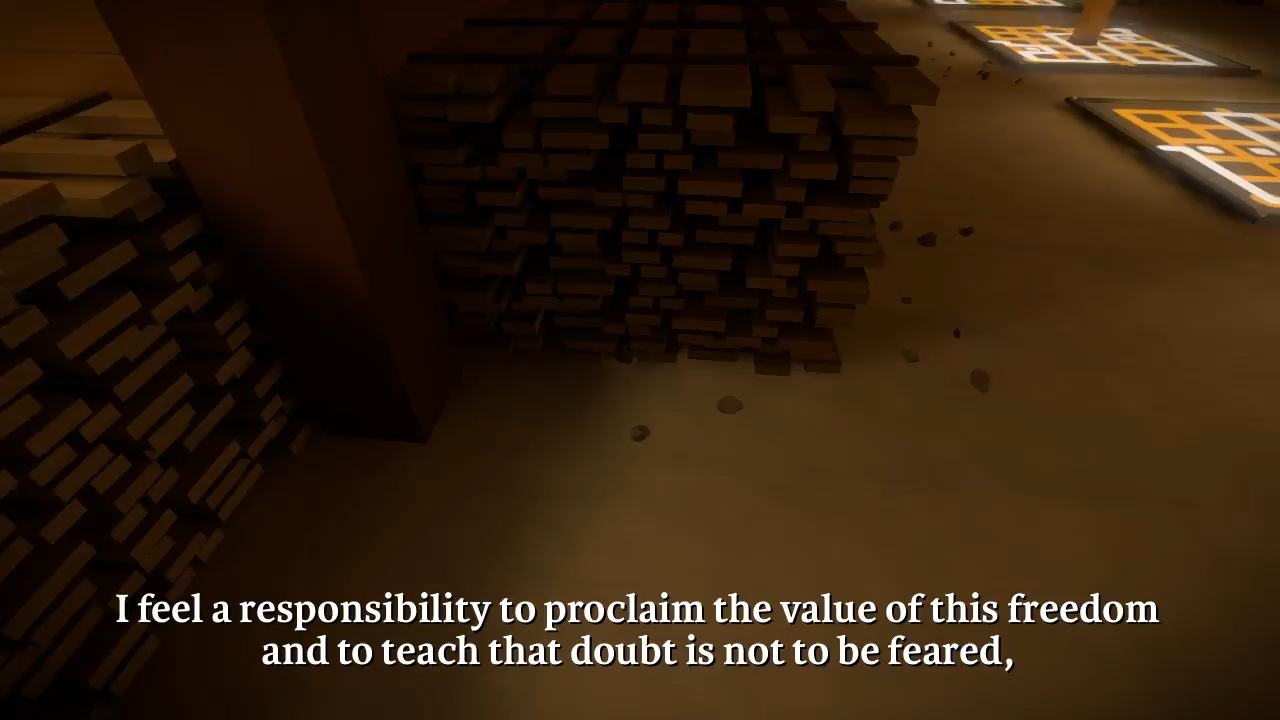 I feel a responsibility to proclaim the value of this freedom
and to teach that doubt is not to be feared,